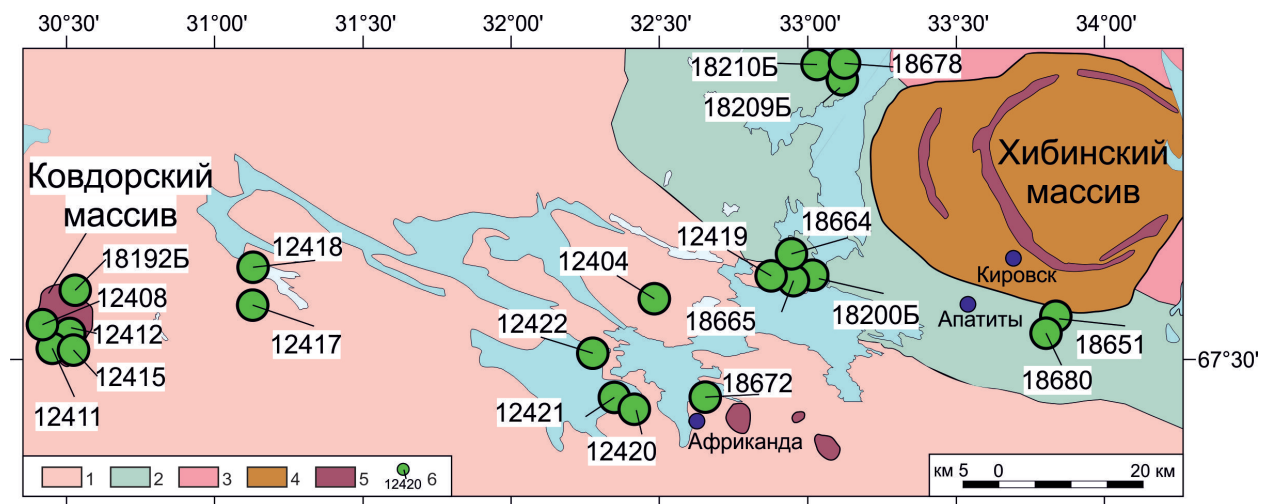 30°30' 31°00' 32°00' 32°30' 33°00' 33°30' 34°00'
18210Б
18678
18209Б
Хибинский
массив
Ковдорский
массив
18192Б
12418
12404
12419
18664
12408
Кировск
12412
12417
12422
18665
18200Б
Апатиты
18651
67°30'
12415
18680
12411
12421
18672
12420
Африканда
1 2 3 4 5 12420 6
км 5 0 20 км